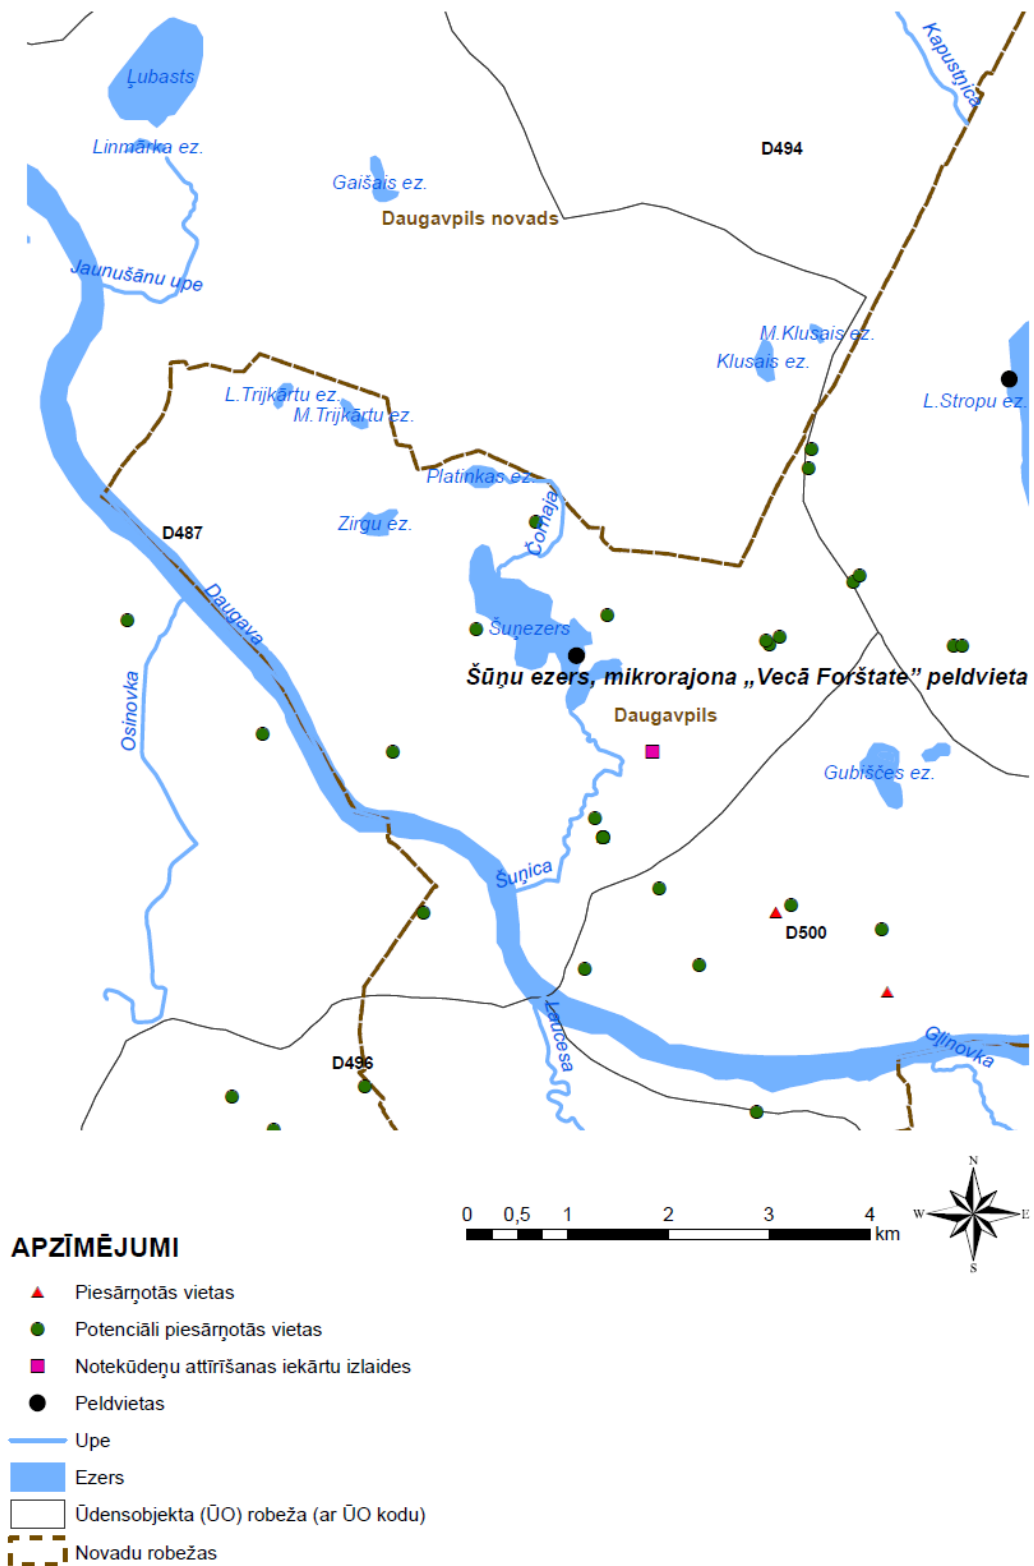 Kapustņica
Ļubasts
Linmārka ez.
D494
Gaišais ez.
Daugavpils novads
Jaunušānu upe
M.Klusais ez.
Klusais ez.
L.Trijkārtu ez.
M.Trijkārtu ez.
L.Stropu ez.
Platinkas ez.
Čornaja
Zirgu ez.
D487
Daugava
Šuņezers
Šūņu ezers, mikrorajona „Vecā Forštate” peldvieta
Osinovka
Daugavpils
Gubiščes ez.
Šuņica
D500
Laucesa
Gļinovka
D496
N
W
E
S
0 0,5 1 2 3 4
km
APZĪMĒJUMI
Piesārņotās vietas
Potenciāli piesārņotās vietas
Notekūdeņu attīrīšanas iekārtu izlaides
Peldvietas
Upe
Ezers
Ūdensobjekta (ŪO) robeža (ar ŪO kodu)
Novadu robežas